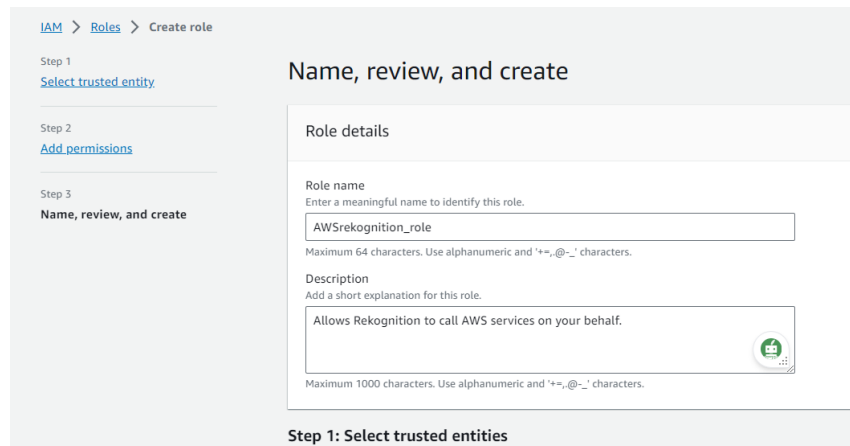 IAM > Roles > Create role
Step 1
Select trusted entity
Step 2
Add permissions
Step 3
Name, review, and create
Name, review, and create
Role details
Role name
Enter a meaningful name to identify this role.
AWSrekognition_role
Maximum 64 characters. Use alphanumeric and '+=,.@-_' characters.
Description
Add a short explanation for this role.
Allows Rekognition to call AWS services on your behalf.
Maximum 1000 characters. Use alphanumeric and '+=,.@-_' characters.
Step 1: Select trusted entities